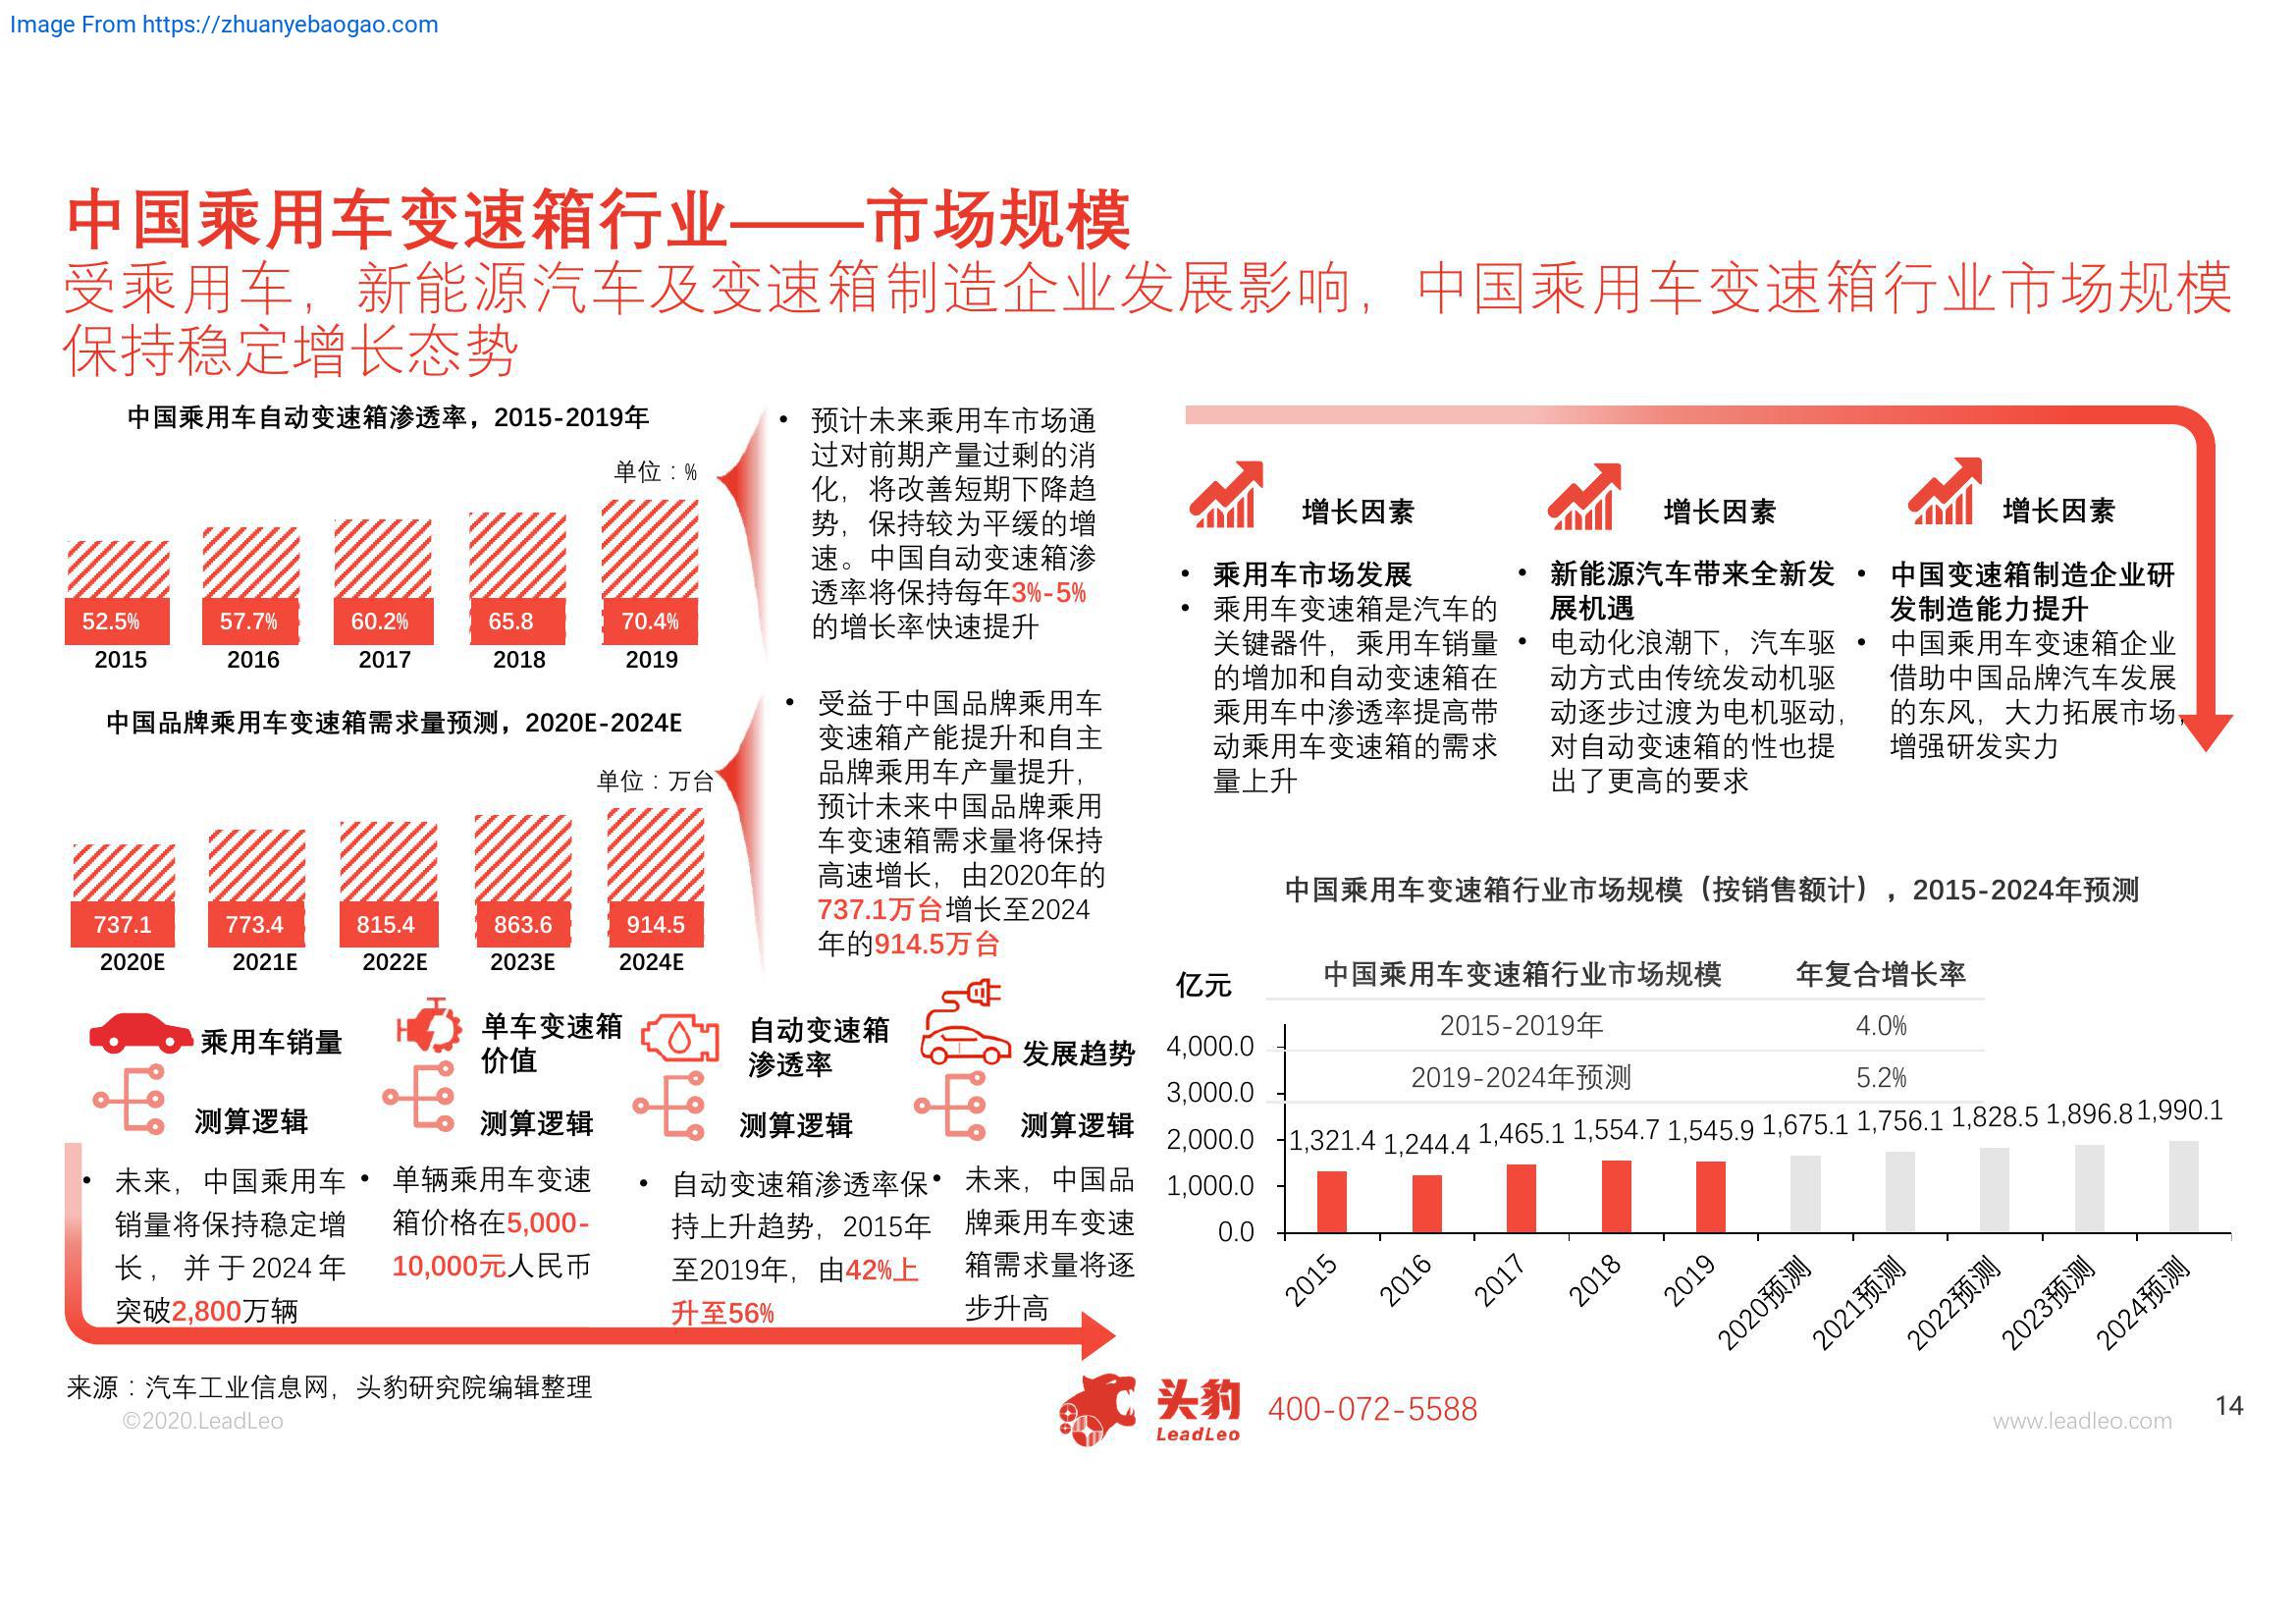 Image From https://zhuanyebaogao.com
中国乘用车变速箱行业——市场规模
受乘用车，新能源汽车及变速箱制造企业发展影响，中国乘用车变速箱行业市场规模
保持稳定增长态势
中国乘用车自动变速箱渗透率，2015-2019年
单位：%
52.5% 57.7% 60.2% 65.8 70.4%
2015 2016 2017 2018 2019
• 预计未来乘用车市场通
过对前期产量过剩的消
化，将改善短期下降趋
势，保持较为平缓的增
速。中国自动变速箱渗
透率将保持每年3%-5%
的增长率快速提升
中国品牌乘用车变速箱需求量预测，2020E-2024E
单位：万台
737.1 773.4 815.4 863.6 914.5
2020E 2021E 2022E 2023E 2024E
• 受益于中国品牌乘用车
变速箱产能提升和自主
品牌乘用车产量提升，
预计未来中国品牌乘用
车变速箱需求量将保持
高速增长，由2020年的
737.1万台增长至2024
年的914.5万台
乘用车销量
测算逻辑
• 未来，中国乘用车
销量将保持稳定增
长，并于2024年
突破2,800万辆
单车变速箱
价值
测算逻辑
• 单辆乘用车变速
箱价格在5,000-
10,000元人民币
自动变速箱
渗透率
测算逻辑
• 自动变速箱渗透率保
持上升趋势，2015年
至2019年，由42%上
升至56%
发展趋势
测算逻辑
• 未来，中国品
牌乘用车变速
箱需求量将逐
步升高
增长因素
• 乘用车市场发展
• 乘用车变速箱是汽车的
关键器件，乘用车销量
的增加和自动变速箱在
乘用车中渗透率提高带
动乘用车变速箱的需求
量上升
增长因素
• 新能源汽车带来全新发
展机遇
• 电动化浪潮下，汽车驱
动方式由传统发动机驱
动逐步过渡为电机驱动，
对自动变速箱的性也提
出了更高的要求
增长因素
• 中国变速箱制造企业研
发制造能力提升
• 中国乘用车变速箱企业
借助中国品牌汽车发展
的东风，大力拓展市场，
增强研发实力
中国乘用车变速箱行业市场规模（按销售额计），2015-2024年预测
亿元
中国乘用车变速箱行业市场规模 年复合增长率
2015-2019年 4.0%
2019-2024年预测 5.2%
4,000.0
3,000.0
2,000.0
1,000.0
0.0
1,321.4 1,244.4 1,465.1 1,554.7 1,545.9 1,675.1 1,756.1 1,828.5 1,896.8 1,990.1
2015 2016 2017 2018 2019 2020预测 2021预测 2022预测 2023预测 2024预测
来源：汽车工业信息网，头豹研究院编辑整理
©2020.LeadLeo
头豹
LeadLeo
400-072-5588
www.leadleo.com
14